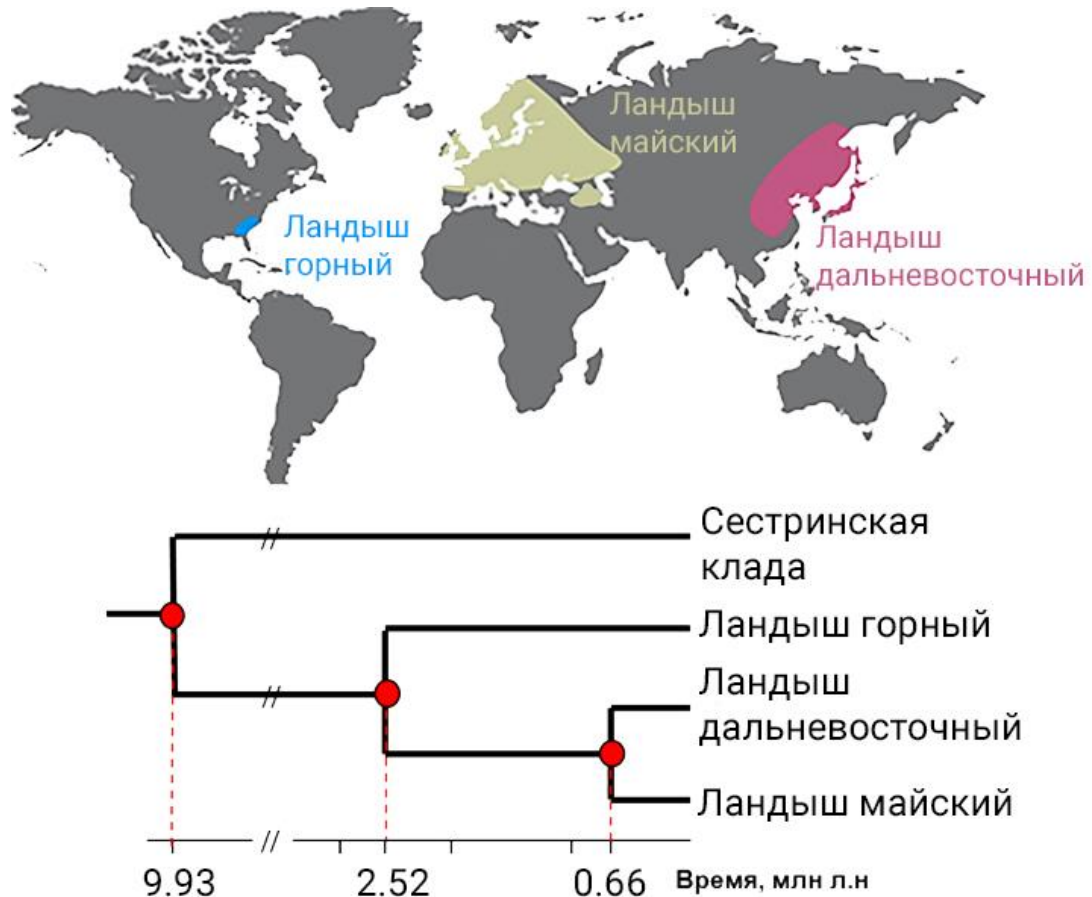 Ландыш
майский
Ландыш
горный
Ландыш
дальневосточный
Сестринская
клада
Ландыш горный
Ландыш
дальневосточный
Ландыш майский
9.93 2.52 0.66 Время, млн л.н